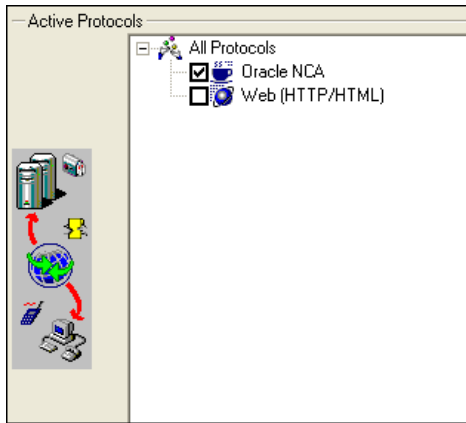 Active Protocols
All Protocols
Oracle NCA
Web (HTTP/HTML)